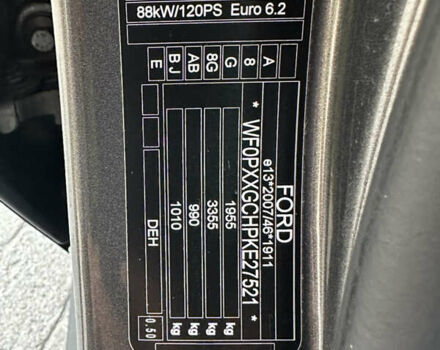 88kW/120PS Euro 6.2
FORD
e13*2007/46*1911
* WF0PXXGCHPKE27521 *
1955 kg
3355 kg
990 kg
1010 kg
A 8 G 8G AB BJ E
DEH 0.50